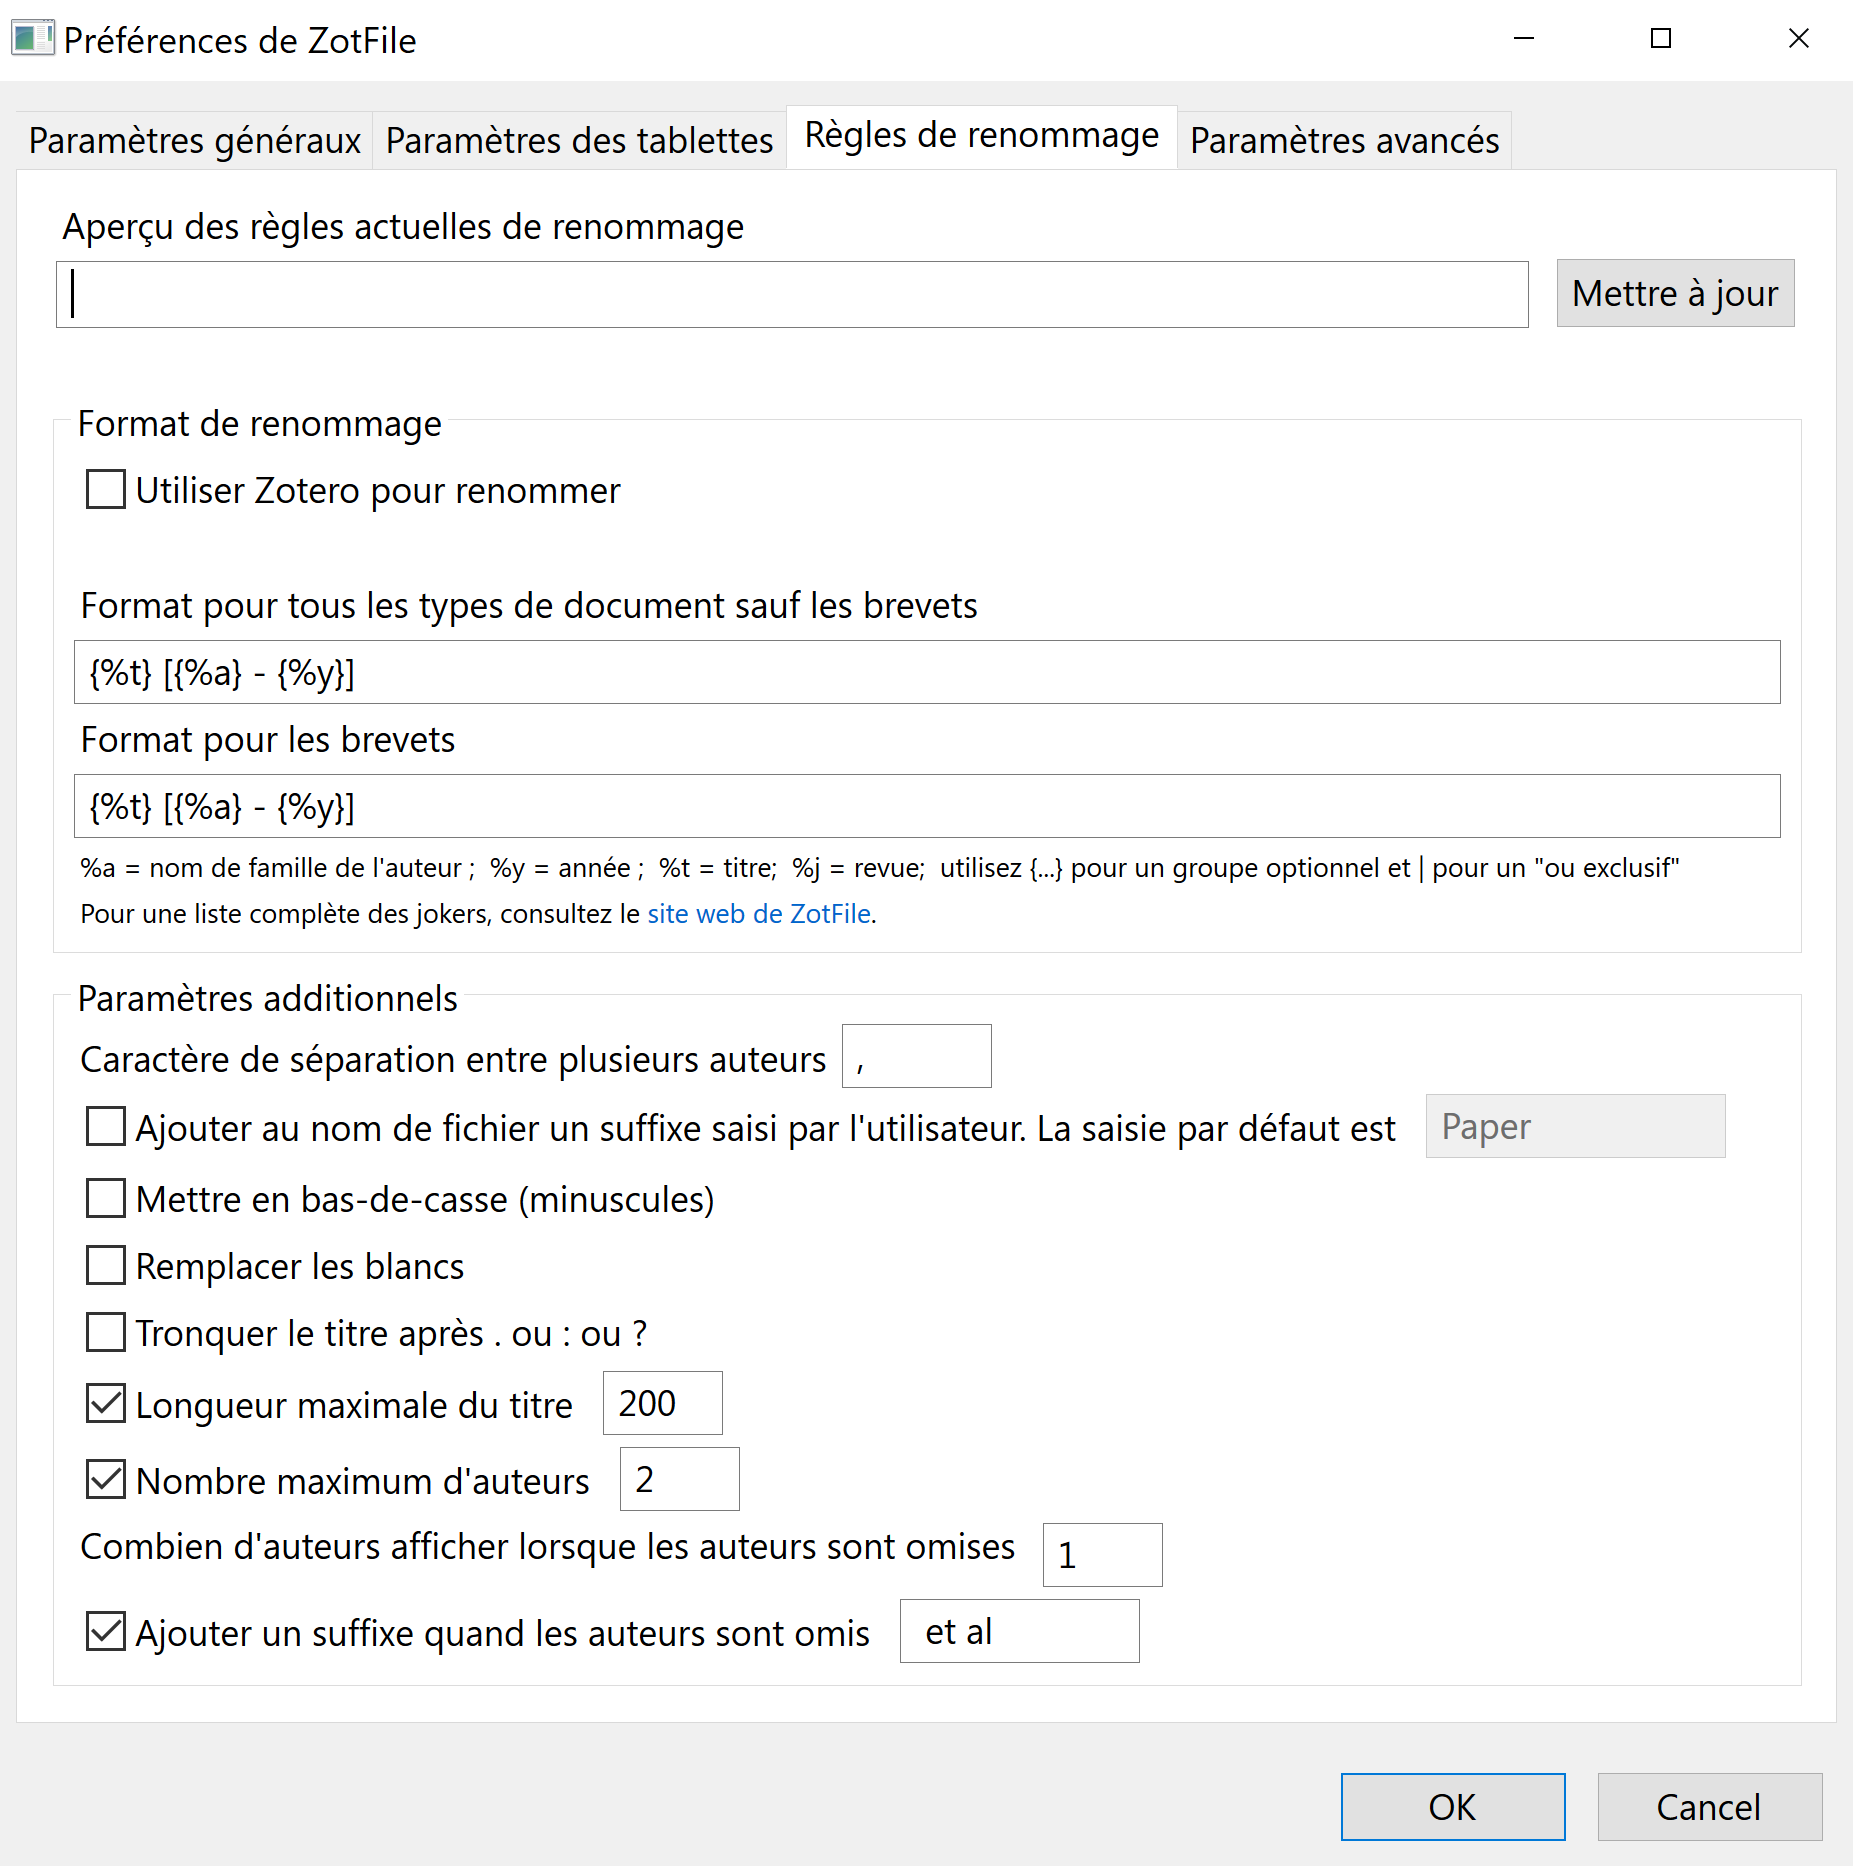 Préférences de ZotFile
Paramètres généraux Paramètres des tablettes Règles de renommage Paramètres avancés
Aperçu des règles actuelles de renommage
Mettre à jour
Format de renommage
Utiliser Zotero pour renommer
Format pour tous les types de document sauf les brevets
{%t} [{%a} - {%y}]
Format pour les brevets
{%t} [{%a} - {%y}]
%a = nom de famille de l'auteur ;  %y = année ;  %t = titre;  %j = revue;  utilisez {...} pour un groupe optionnel et | pour un "ou exclusif"
Pour une liste complète des jokers, consultez le site web de ZotFile.
Paramètres additionnels
Caractère de séparation entre plusieurs auteurs ,
Ajouter au nom de fichier un suffixe saisi par l'utilisateur. La saisie par défaut est Paper
Mettre en bas-de-casse (minuscules)
Remplacer les blancs
Tronquer le titre après . ou : ou ?
Longueur maximale du titre 200
Nombre maximum d'auteurs 2
Combien d'auteurs afficher lorsque les auteurs sont omises 1
Ajouter un suffixe quand les auteurs sont omis et al
OK Cancel